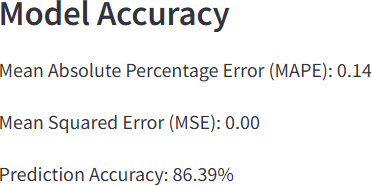 Model Accuracy
Mean Absolute Percentage Error (MAPE): 0.14
Mean Squared Error (MSE): 0.00
Prediction Accuracy: 86.39%